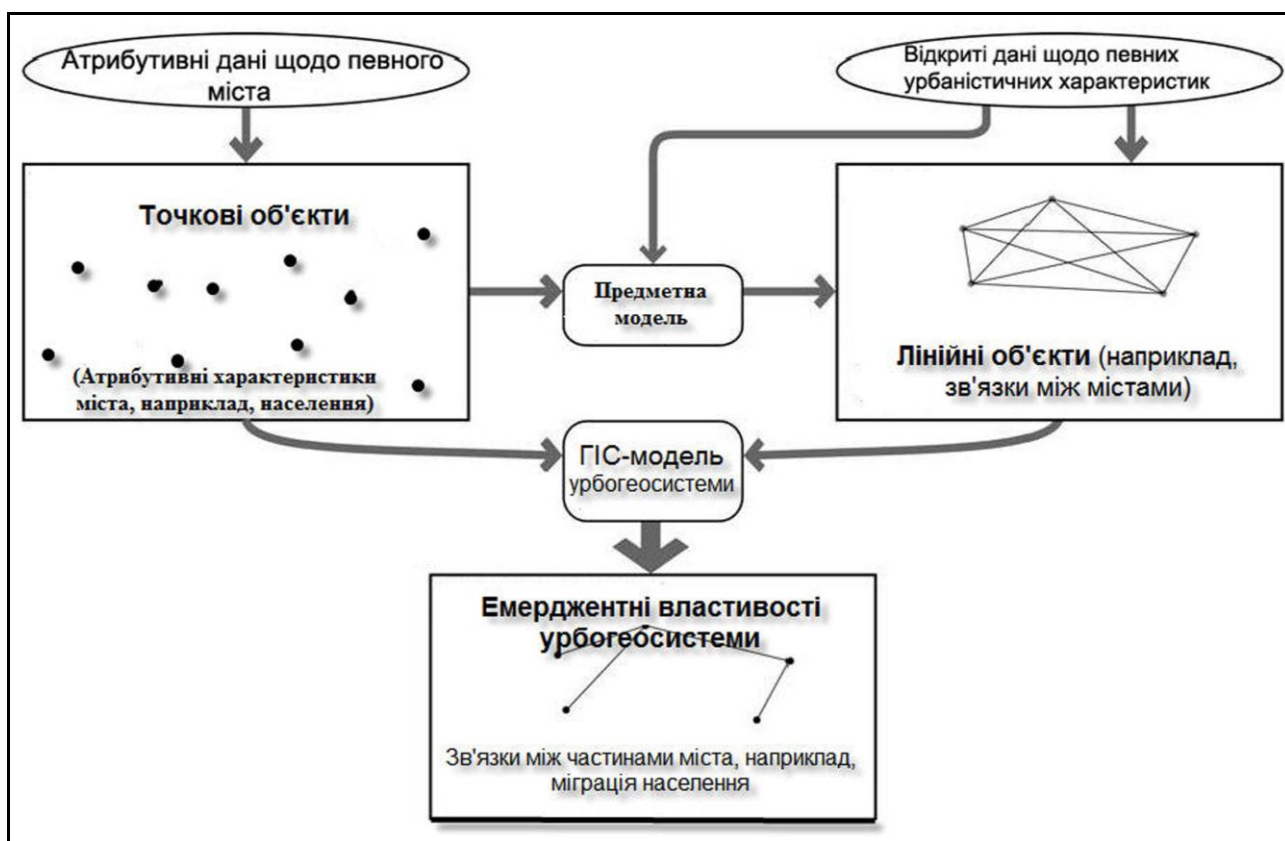 Атрибутивні дані щодо певного
міста
Відкриті дані щодо певних
урбаністичних характеристик
Точкові об'єкти
(Атрибутивні характеристики
міста, наприклад, населення)
Предметна
модель
Лінійні об'єкти (наприклад,
зв'язки між містами)
ГІС-модель
урбогеосистеми
Емерджентні властивості
урбогеосистеми
Зв'язки між частинами міста, наприклад,
міграція населення